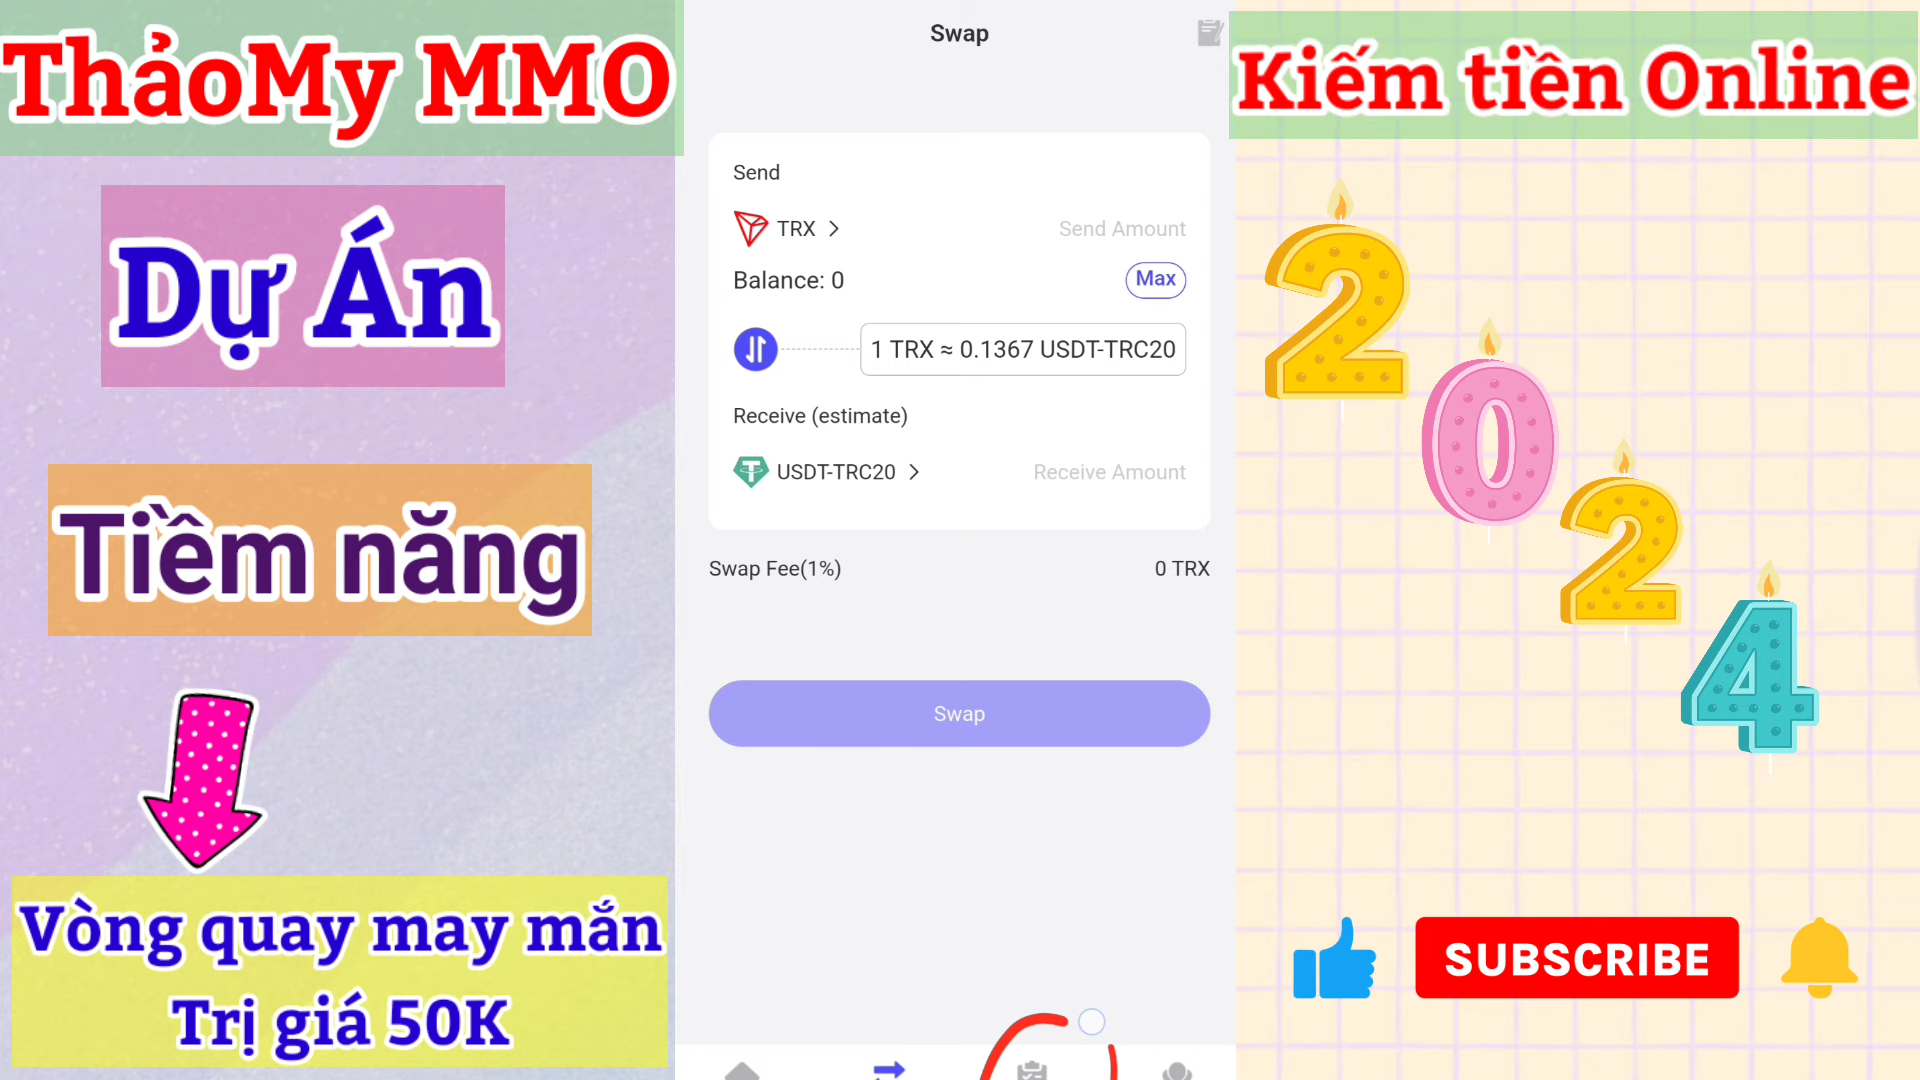 ThảoMy MMO
Dự Án
Tiềm năng
Vòng quay may mắn
Trị giá 50K
Swap
Send
TRX
Send Amount
Balance: 0
Max
1 TRX ≈ 0.1367 USDT-TRC20
Receive (estimate)
USDT-TRC20
Receive Amount
Swap Fee(1%)
0 TRX
Swap
Kiếm tiền Online
2024
SUBSCRIBE